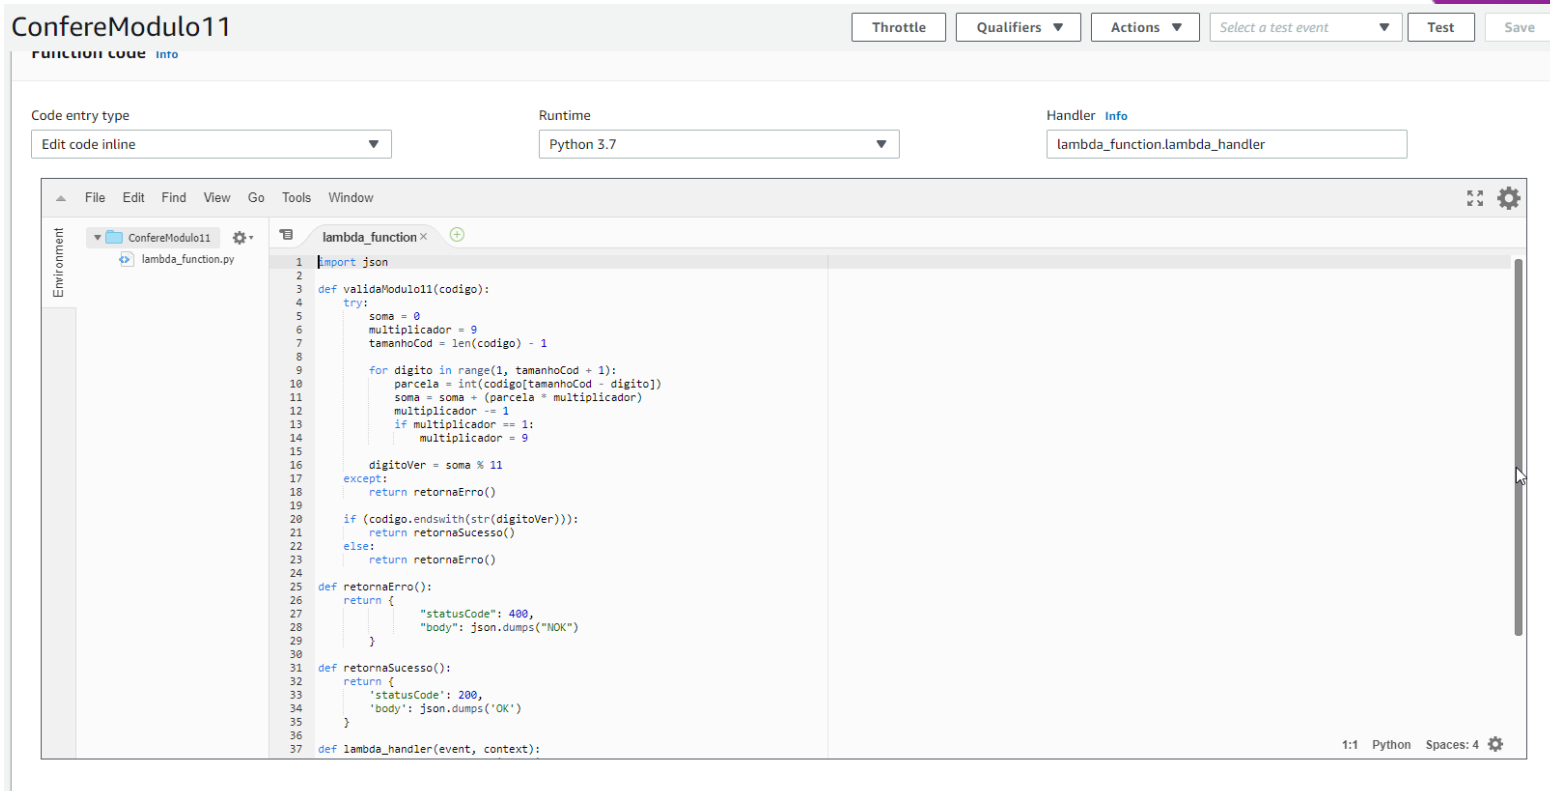 ConfereModulo11
Throttle
Qualifiers
Actions
Select a test event
Test
Save
Function code Info
Code entry type
Runtime
Handler Info
Edit code inline
Python 3.7
lambda_function.lambda_handler
File Edit Find View Go Tools Window
Environment
ConfereModulo11
lambda_function.py
lambda_function
1 import json
2
3 def validaModulo11(codigo):
4     try:
5         soma = 0
6         multiplicador = 9
7         tamanhoCod = len(codigo) - 1
8
9         for digito in range(1, tamanhoCod + 1):
10             parcela = int(codigo[tamanhoCod - digito])
11             soma = soma + (parcela * multiplicador)
12             multiplicador -= 1
13             if multiplicador == 1:
14                 multiplicador = 9
15
16         digitoVer = soma % 11
17     except:
18         return retornaErro()
19
20     if (codigo.endswith(str(digitoVer))):
21         return retornaSucesso()
22     else:
23         return retornaErro()
24
25 def retornaErro():
26     return {
27                 "statusCode": 400,
28                 "body": json.dumps("NOK")
29         }
30
31 def retornaSucesso():
32     return {
33         'statusCode': 200,
34         'body': json.dumps('OK')
35     }
36
37 def lambda_handler(event, context):
1:1 Python Spaces: 4